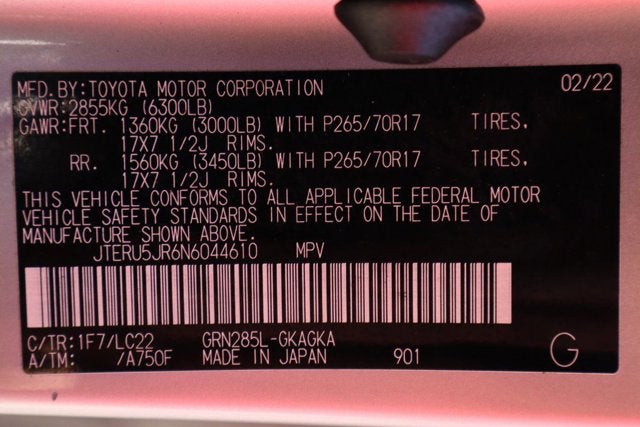 MFD.BY:TOYOTA MOTOR CORPORATION 02/22
GVWR:2855KG (6300LB)
GAWR:FRT. 1360KG (3000LB) WITH P265/70R17 TIRES,
17X7 1/2J RIMS.
RR. 1560KG (3450LB) WITH P265/70R17 TIRES,
17X7 1/2J RIMS.
THIS VEHICLE CONFORMS TO ALL APPLICABLE FEDERAL MOTOR
VEHICLE SAFETY STANDARDS IN EFFECT ON THE DATE OF
MANUFACTURE SHOWN ABOVE.
JTERU5JR6N6044610 MPV
C/TR:1F7/LC22 GRN285L-GKAGKA
A/TM: /A750F MADE IN JAPAN 901 G